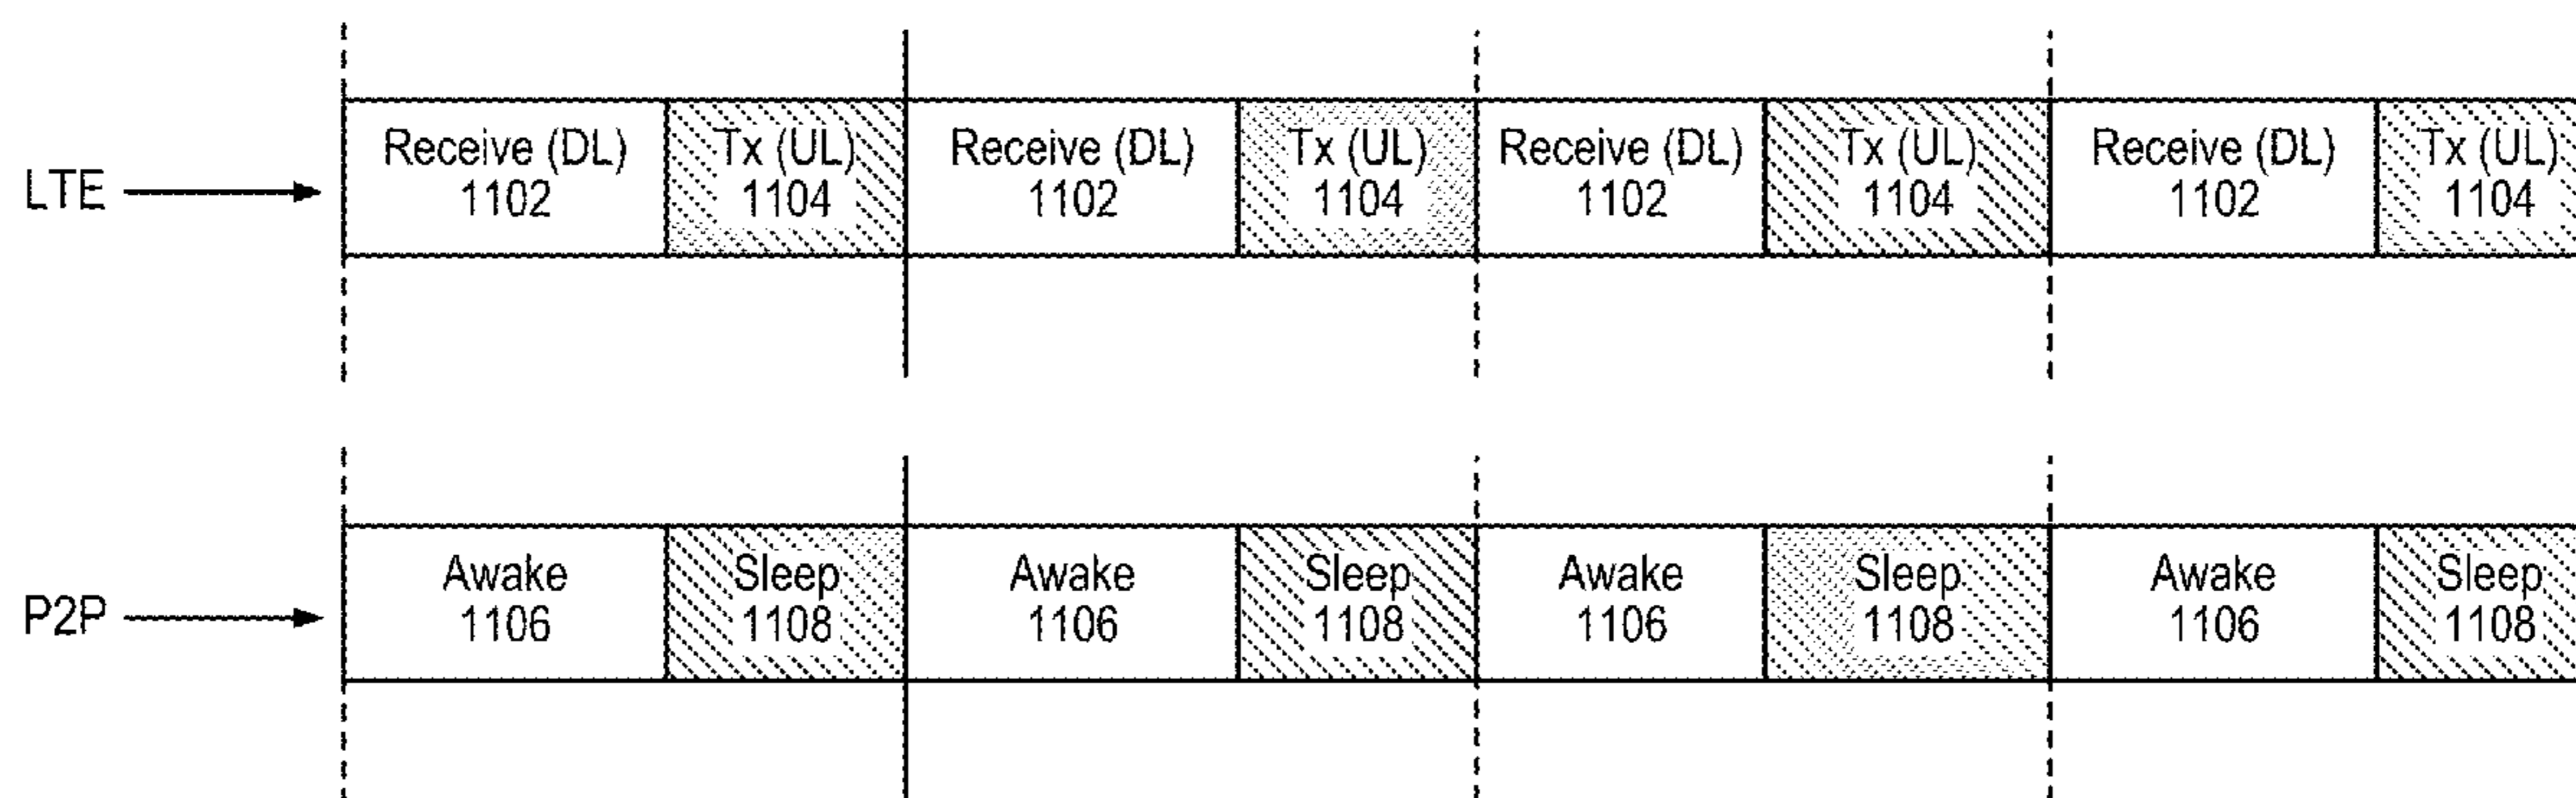 LTE
Receive (DL)
1102
Tx (UL)
1104
Receive (DL)
1102
Tx (UL)
1104
Receive (DL)
1102
Tx (UL)
1104
Receive (DL)
1102
Tx (UL)
1104
P2P
Awake
1106
Sleep
1108
Awake
1106
Sleep
1108
Awake
1106
Sleep
1108
Awake
1106
Sleep
1108